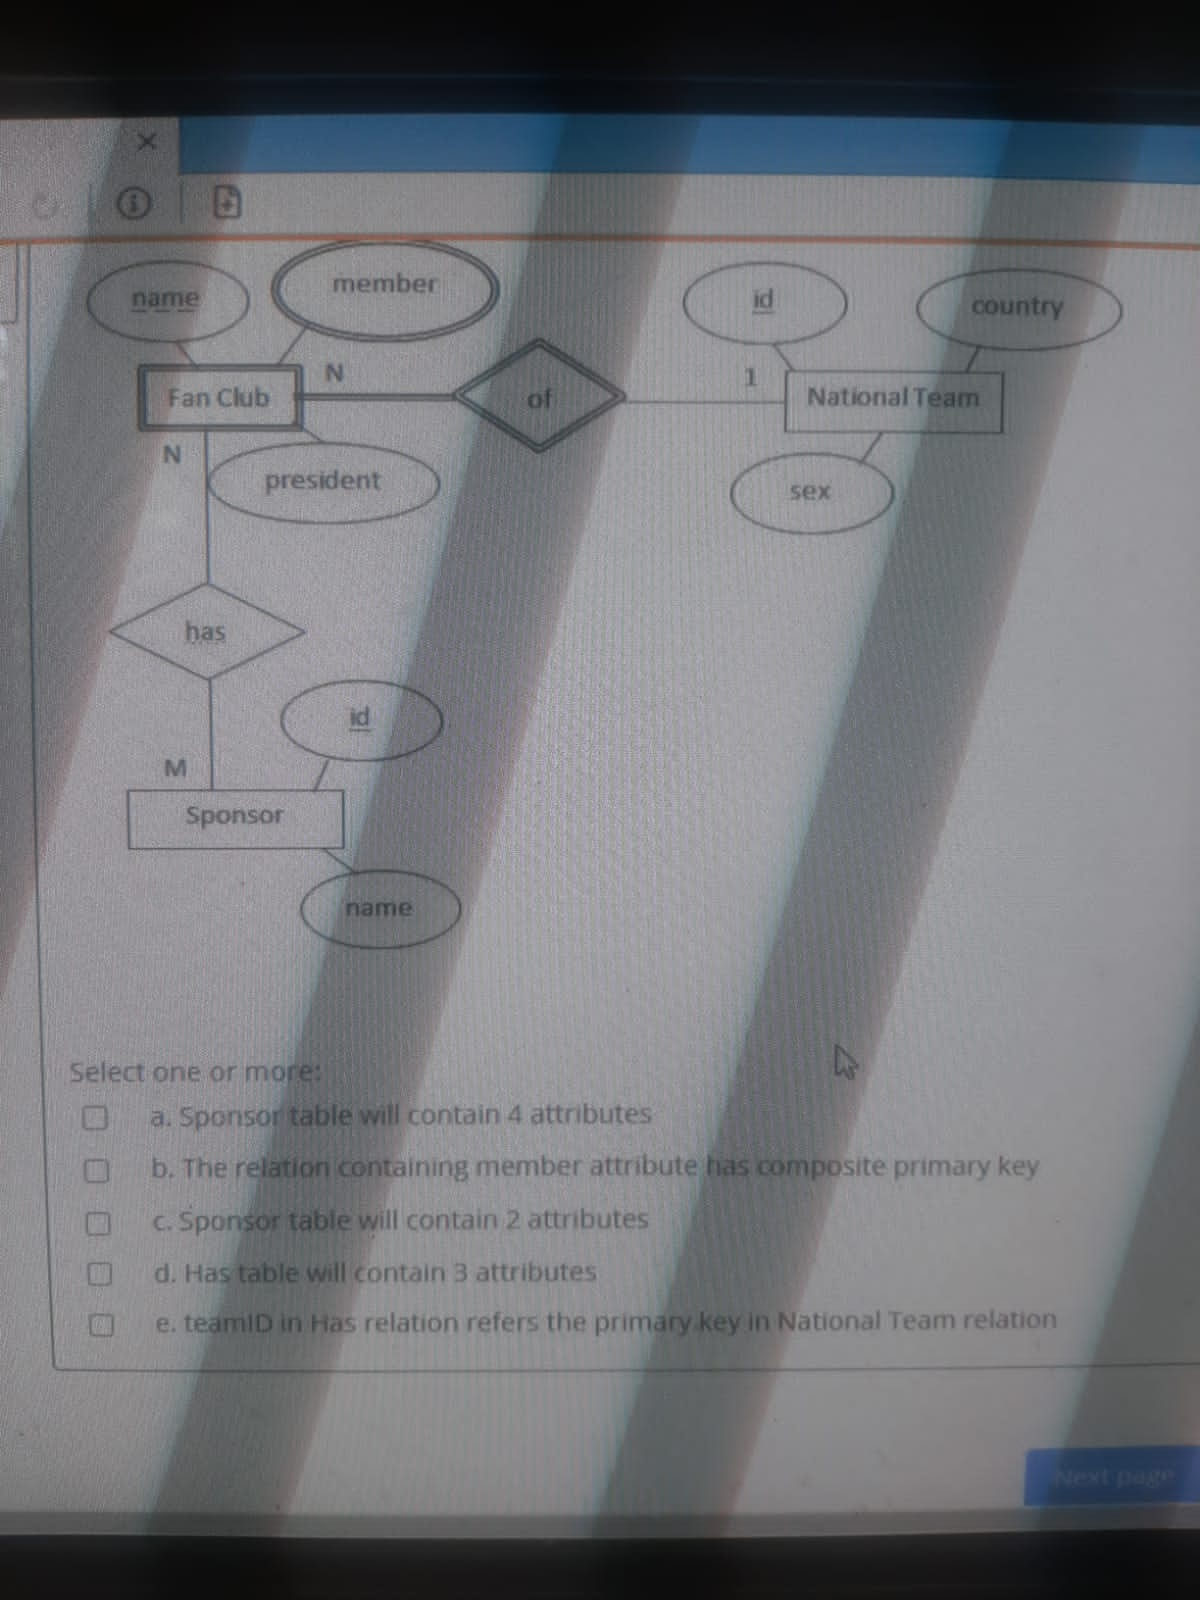 name
member
id
country
Fan Club
N
of
1
National Team
N
president
sex
has
id
M
Sponsor
name
Select one or more:
a. Sponsor table will contain 4 attributes
b. The relation containing member attribute has composite primary key
c. Sponsor table will contain 2 attributes
d. Has table will contain 3 attributes
e. teamID in Has relation refers the primary key in National Team relation
Next page